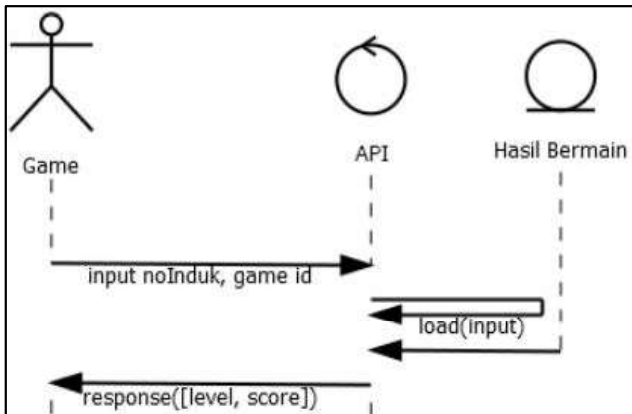 Game
API
Hasil Bermain
input noInduk, game id
load(input)
response([level, score])